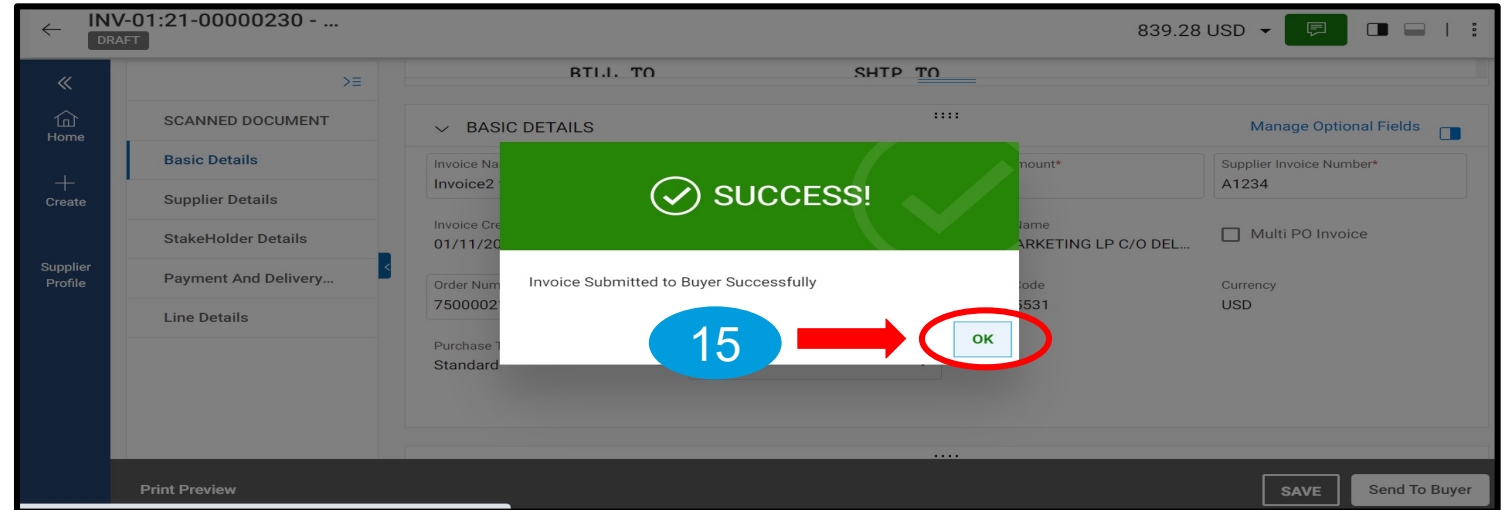 INV-01:21-00000230 - ...
DRAFT
839.28 USD
Home
Create
Supplier
Profile
SCANNED DOCUMENT
Basic Details
Supplier Details
StakeHolder Details
Payment And Delivery...
Line Details
BILL TO
SHIP TO
BASIC DETAILS
Manage Optional Fields
Invoice Na
Invoice2
mount*
Supplier Invoice Number*
A1234
Invoice Cre
01/11/20
Name
ARKETING LP C/O DEL...
Multi PO Invoice
Order Num
7500002
Code
5531
Currency
USD
Purchase T
Standard
SUCCESS!
Invoice Submitted to Buyer Successfully
15
OK
Print Preview
SAVE
Send To Buyer